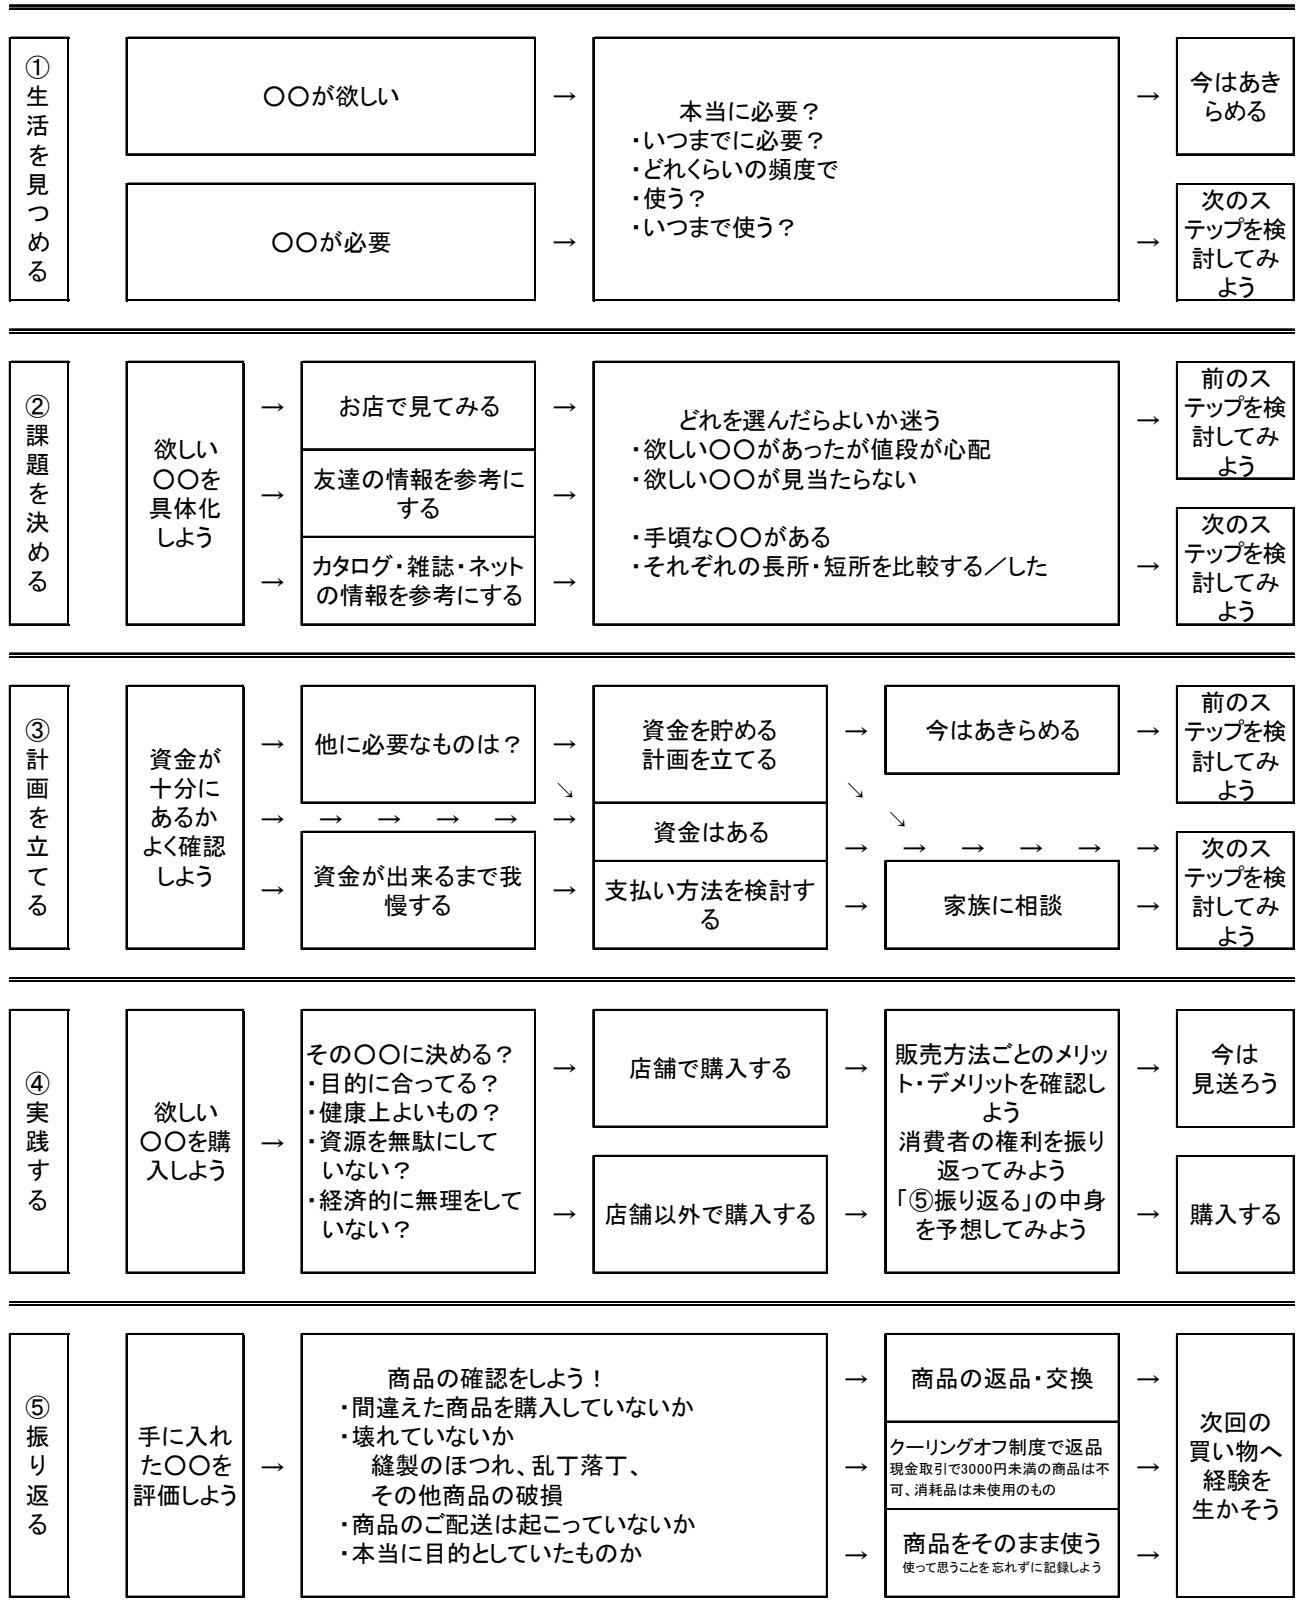 ①生活を見つめる
〇〇が欲しい
→
本当に必要？
・いつまでに必要？
・どれくらいの頻度で
・使う？
・いつまで使う？
→
今はあき
らめる
〇〇が必要
→
→
次のス
テップを検
討してみ
よう
②課題を決める
欲しい
〇〇を
具体化
しよう
→
お店で見てみる
→
どれを選んだらよいか迷う
・欲しい〇〇があったが値段が心配
・欲しい〇〇が見当たらない
・手頃な〇〇がある
・それぞれの長所・短所を比較する／した
→
前のス
テップを検
討してみ
よう
→
友達の情報を参考に
する
→
→
カタログ・雑誌・ネット
の情報を参考にする
→
→
次のス
テップを検
討してみ
よう
③計画を立てる
資金が
十分に
あるか
よく確認
しよう
→
他に必要なものは？
→
↘
資金を貯める
計画を立てる
→
↘
↘
今はあきらめる
→
前のス
テップを検
討してみ
よう
→ → → → → →
資金はある
→ → → → → →
→
資金が出来るまで我
慢する
→
支払い方法を検討す
る
→
家族に相談
→
次のス
テップを検
討してみ
よう
④実践する
欲しい
〇〇を購
入しよう
→
その〇〇に決める？
・目的に合ってる？
・健康上よいもの？
・資源を無駄にして
いない？
・経済的に無理をして
いない？
→
店舗で購入する
→
販売方法ごとのメリッ
ト・デメリットを確認し
よう
消費者の権利を振り
返ってみよう
「⑤振り返る」の中身
を予想してみよう
→
今は
見送ろう
→
店舗以外で購入する
→
→
購入する
⑤振り返る
手に入れ
た〇〇を
評価しよう
→
商品の確認をしよう！
・間違えた商品を購入していないか
・壊れていないか
縫製のほつれ、乱丁落丁、
その他商品の破損
・商品のご配送は起こっていないか
・本当に目的としていたものか
→
商品の返品・交換
→
→
クーリングオフ制度で返品
現金取引で3000円未満の商品は不
可、消耗品は未使用のもの
→
→
商品をそのまま使う
使って思うことを忘れずに記録しよう
→
次回の
買い物へ
経験を
生かそう